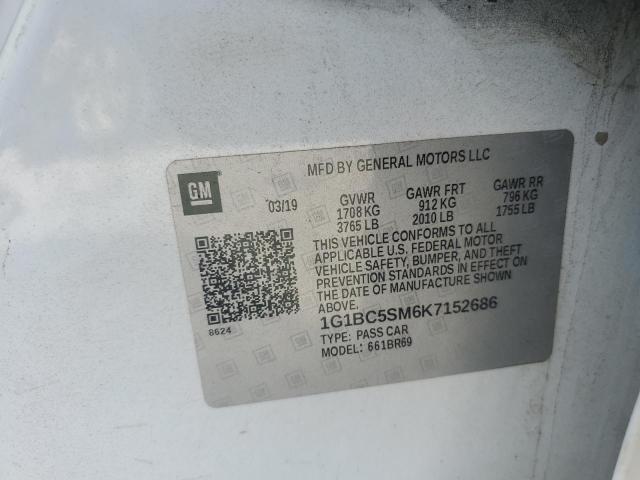 MFD BY GENERAL MOTORS LLC
GM
03/19
GVWR
1708 KG
3765 LB
GAWR FRT
912 KG
2010 LB
GAWR RR
796 KG
1755 LB
THIS VEHICLE CONFORMS TO ALL
APPLICABLE U.S. FEDERAL MOTOR
VEHICLE SAFETY, BUMPER, AND THEFT
PREVENTION STANDARDS IN EFFECT ON
THE DATE OF MANUFACTURE SHOWN
ABOVE.
8624
1G1BC5SM6K7152686
TYPE: PASS CAR
MODEL: 661BR69